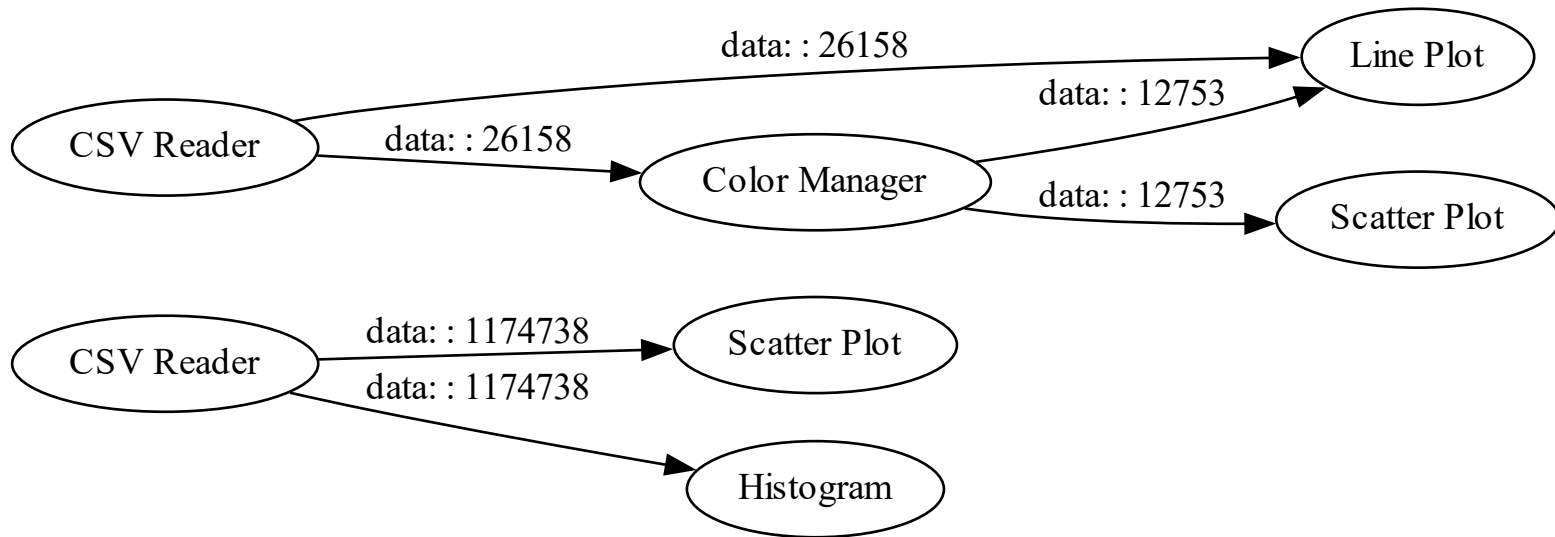 data: : 26158
Line Plot
data: : 12753
CSV Reader
data: : 26158
Color Manager
data: : 12753
Scatter Plot
CSV Reader
data: : 1174738
Scatter Plot
data: : 1174738
Histogram